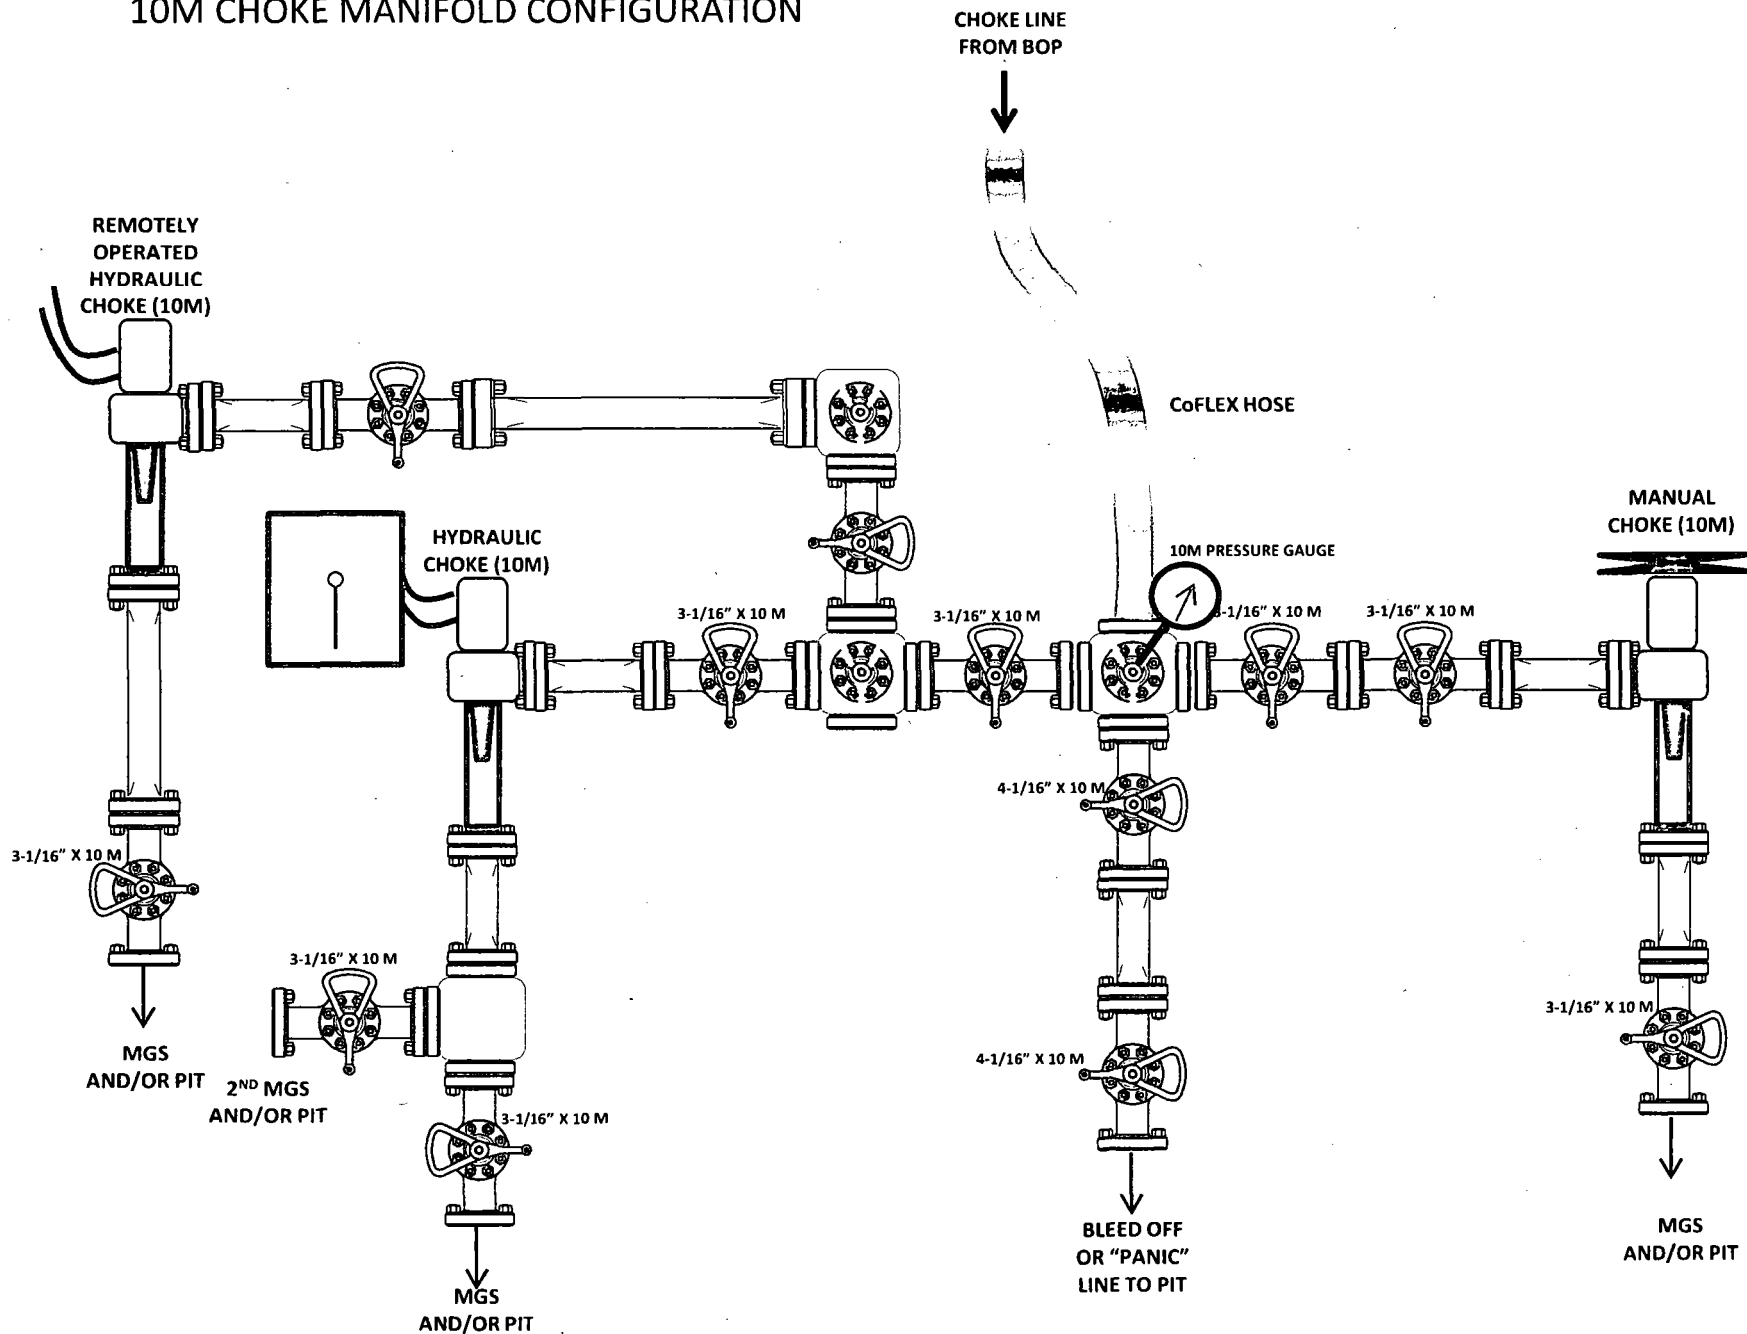 10M CHOKE MANIFOLD CONFIGURATION
CHOKE LINE
FROM BOP
REMOTELY
OPERATED
HYDRAULIC
CHOKE (10M)
CoFLEX HOSE
HYDRAULIC
CHOKE (10M)
MANUAL
CHOKE (10M)
10M PRESSURE GAUGE
3-1/16" X 10 M
3-1/16" X 10 M
3-1/16" X 10 M
3-1/16" X 10 M
4-1/16" X 10 M
3-1/16" X 10 M
3-1/16" X 10 M
3-1/16" X 10 M
4-1/16" X 10 M
3-1/16" X 10 M
MGS
AND/OR PIT
2ND MGS
AND/OR PIT
MGS
AND/OR PIT
BLEED OFF
OR "PANIC"
LINE TO PIT
MGS
AND/OR PIT